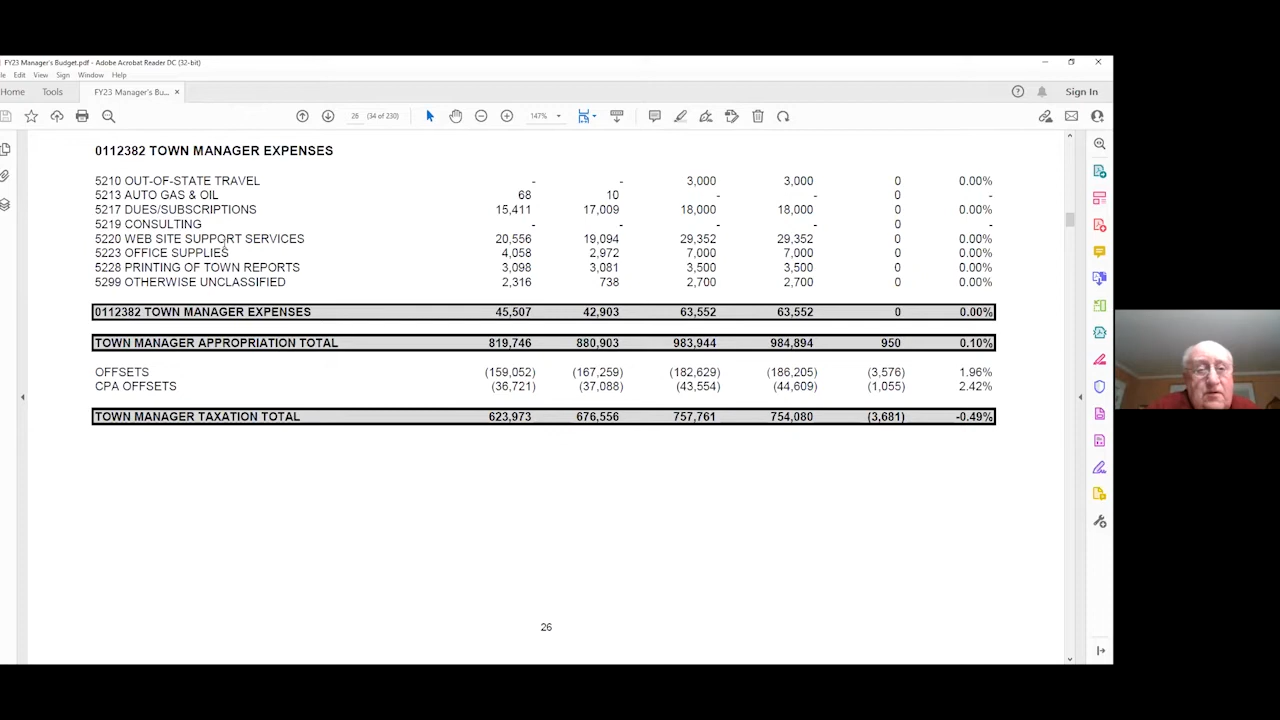 FY23 Manager's Budget.pdf - Adobe Acrobat Reader DC (32-bit)
Edit View Sign Window Help
Home Tools FY23 Manager's Bu... × Sign In
26 (34 of 230) 147%
0112382 TOWN MANAGER EXPENSES
5210 OUT-OF-STATE TRAVEL - - 3,000 3,000 0 0.00%
5213 AUTO GAS & OIL 68 10 - - 0 -
5217 DUES/SUBSCRIPTIONS 15,411 17,009 18,000 18,000 0 0.00%
5219 CONSULTING - - - - 0 -
5220 WEB SITE SUPPORT SERVICES 20,556 19,094 29,352 29,352 0 0.00%
5223 OFFICE SUPPLIES 4,058 2,972 7,000 7,000 0 0.00%
5228 PRINTING OF TOWN REPORTS 3,098 3,081 3,500 3,500 0 0.00%
5299 OTHERWISE UNCLASSIFIED 2,316 738 2,700 2,700 0 0.00%
0112382 TOWN MANAGER EXPENSES 45,507 42,903 63,552 63,552 0 0.00%
TOWN MANAGER APPROPRIATION TOTAL 819,746 880,903 983,944 984,894 950 0.10%
OFFSETS (159,052) (167,259) (182,629) (186,205) (3,576) 1.96%
CPA OFFSETS (36,721) (37,088) (43,554) (44,609) (1,055) 2.42%
TOWN MANAGER TAXATION TOTAL 623,973 676,556 757,761 754,080 (3,681) -0.49%
26